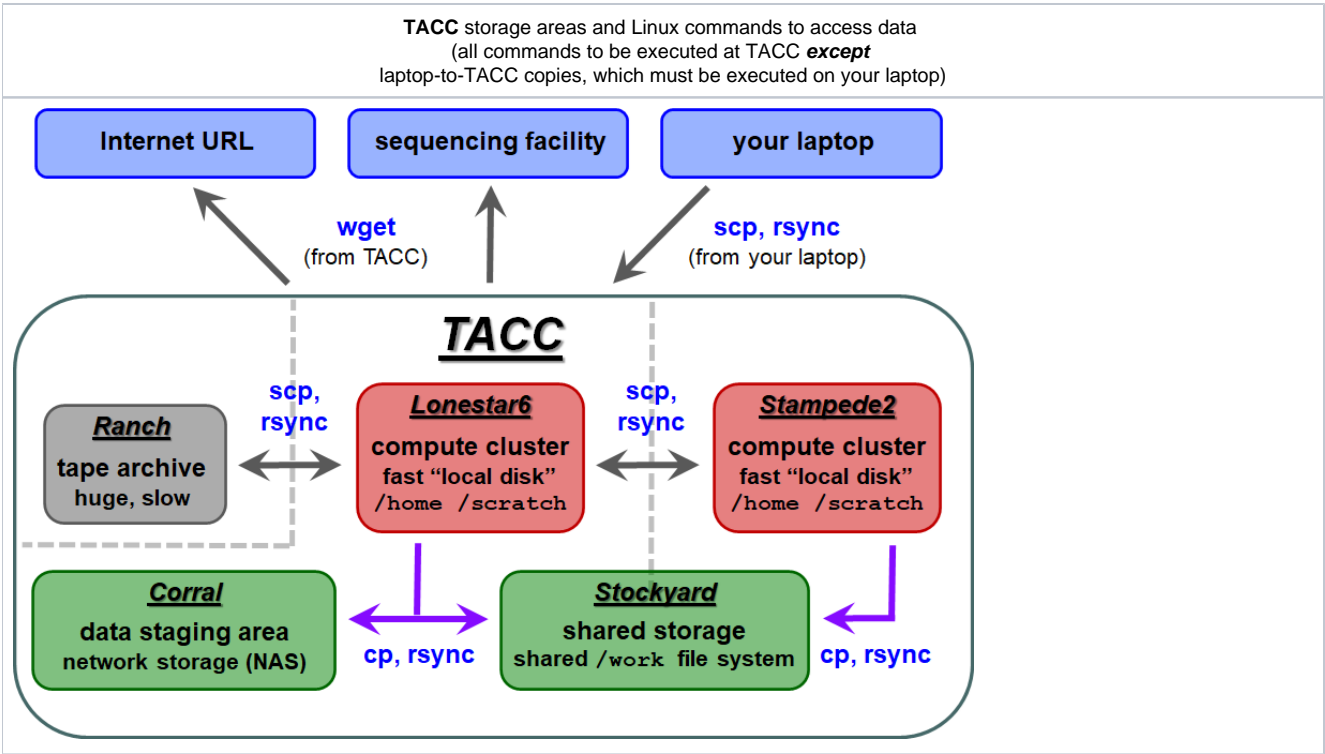 TACC storage areas and Linux commands to access data
(all commands to be executed at TACC except
laptop-to-TACC copies, which must be executed on your laptop)
Internet URL
sequencing facility
your laptop
wget
(from TACC)
scp, rsync
(from your laptop)
TACC
scp,
rsync
scp,
rsync
Ranch
tape archive
huge, slow
Lonestar6
compute cluster
fast “local disk”
/home /scratch
Stampede2
compute cluster
fast “local disk”
/home /scratch
Corral
data staging area
network storage (NAS)
cp, rsync
Stockyard
shared storage
shared /work file system
cp, rsync